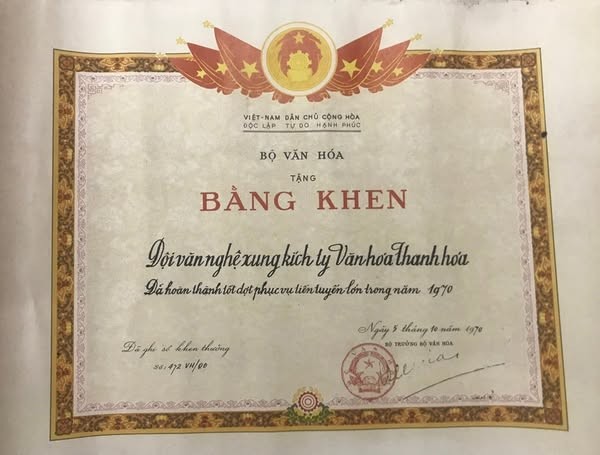 VIỆT-NAM DÂN CHỦ CỘNG HÒA
ĐỘC LẬP TỰ DO HẠNH PHÚC
BỘ VĂN HÓA
TẶNG
BẰNG KHEN
Đội văn nghệ xung kích ty Văn hóa Thanh hóa
Đã hoàn thành tốt đợt phục vụ tiền tuyến lớn trong năm 1970
Ngày 8 tháng 10 năm 1970
BỘ TRƯỞNG BỘ VĂN HÓA
Đã ghi sổ khen thưởng
Số: 472 VH/QĐ